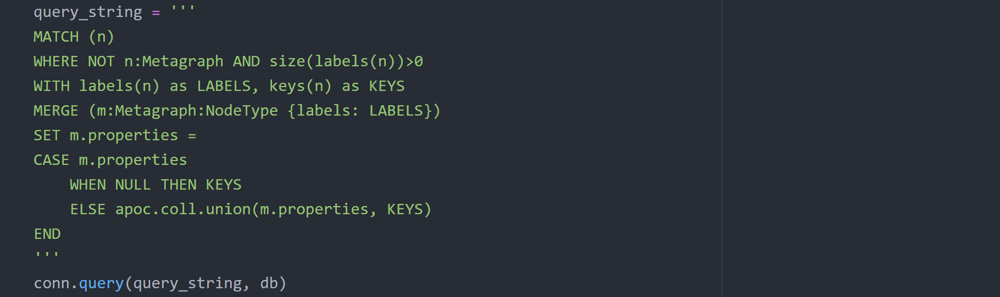 query_string = '''
MATCH (n)
WHERE NOT n:Metagraph AND size(labels(n))>0
WITH labels(n) as LABELS, keys(n) as KEYS
MERGE (m:Metagraph:NodeType {labels: LABELS})
SET m.properties =
CASE m.properties
    WHEN NULL THEN KEYS
    ELSE apoc.coll.union(m.properties, KEYS)
END
'''
conn.query(query_string, db)